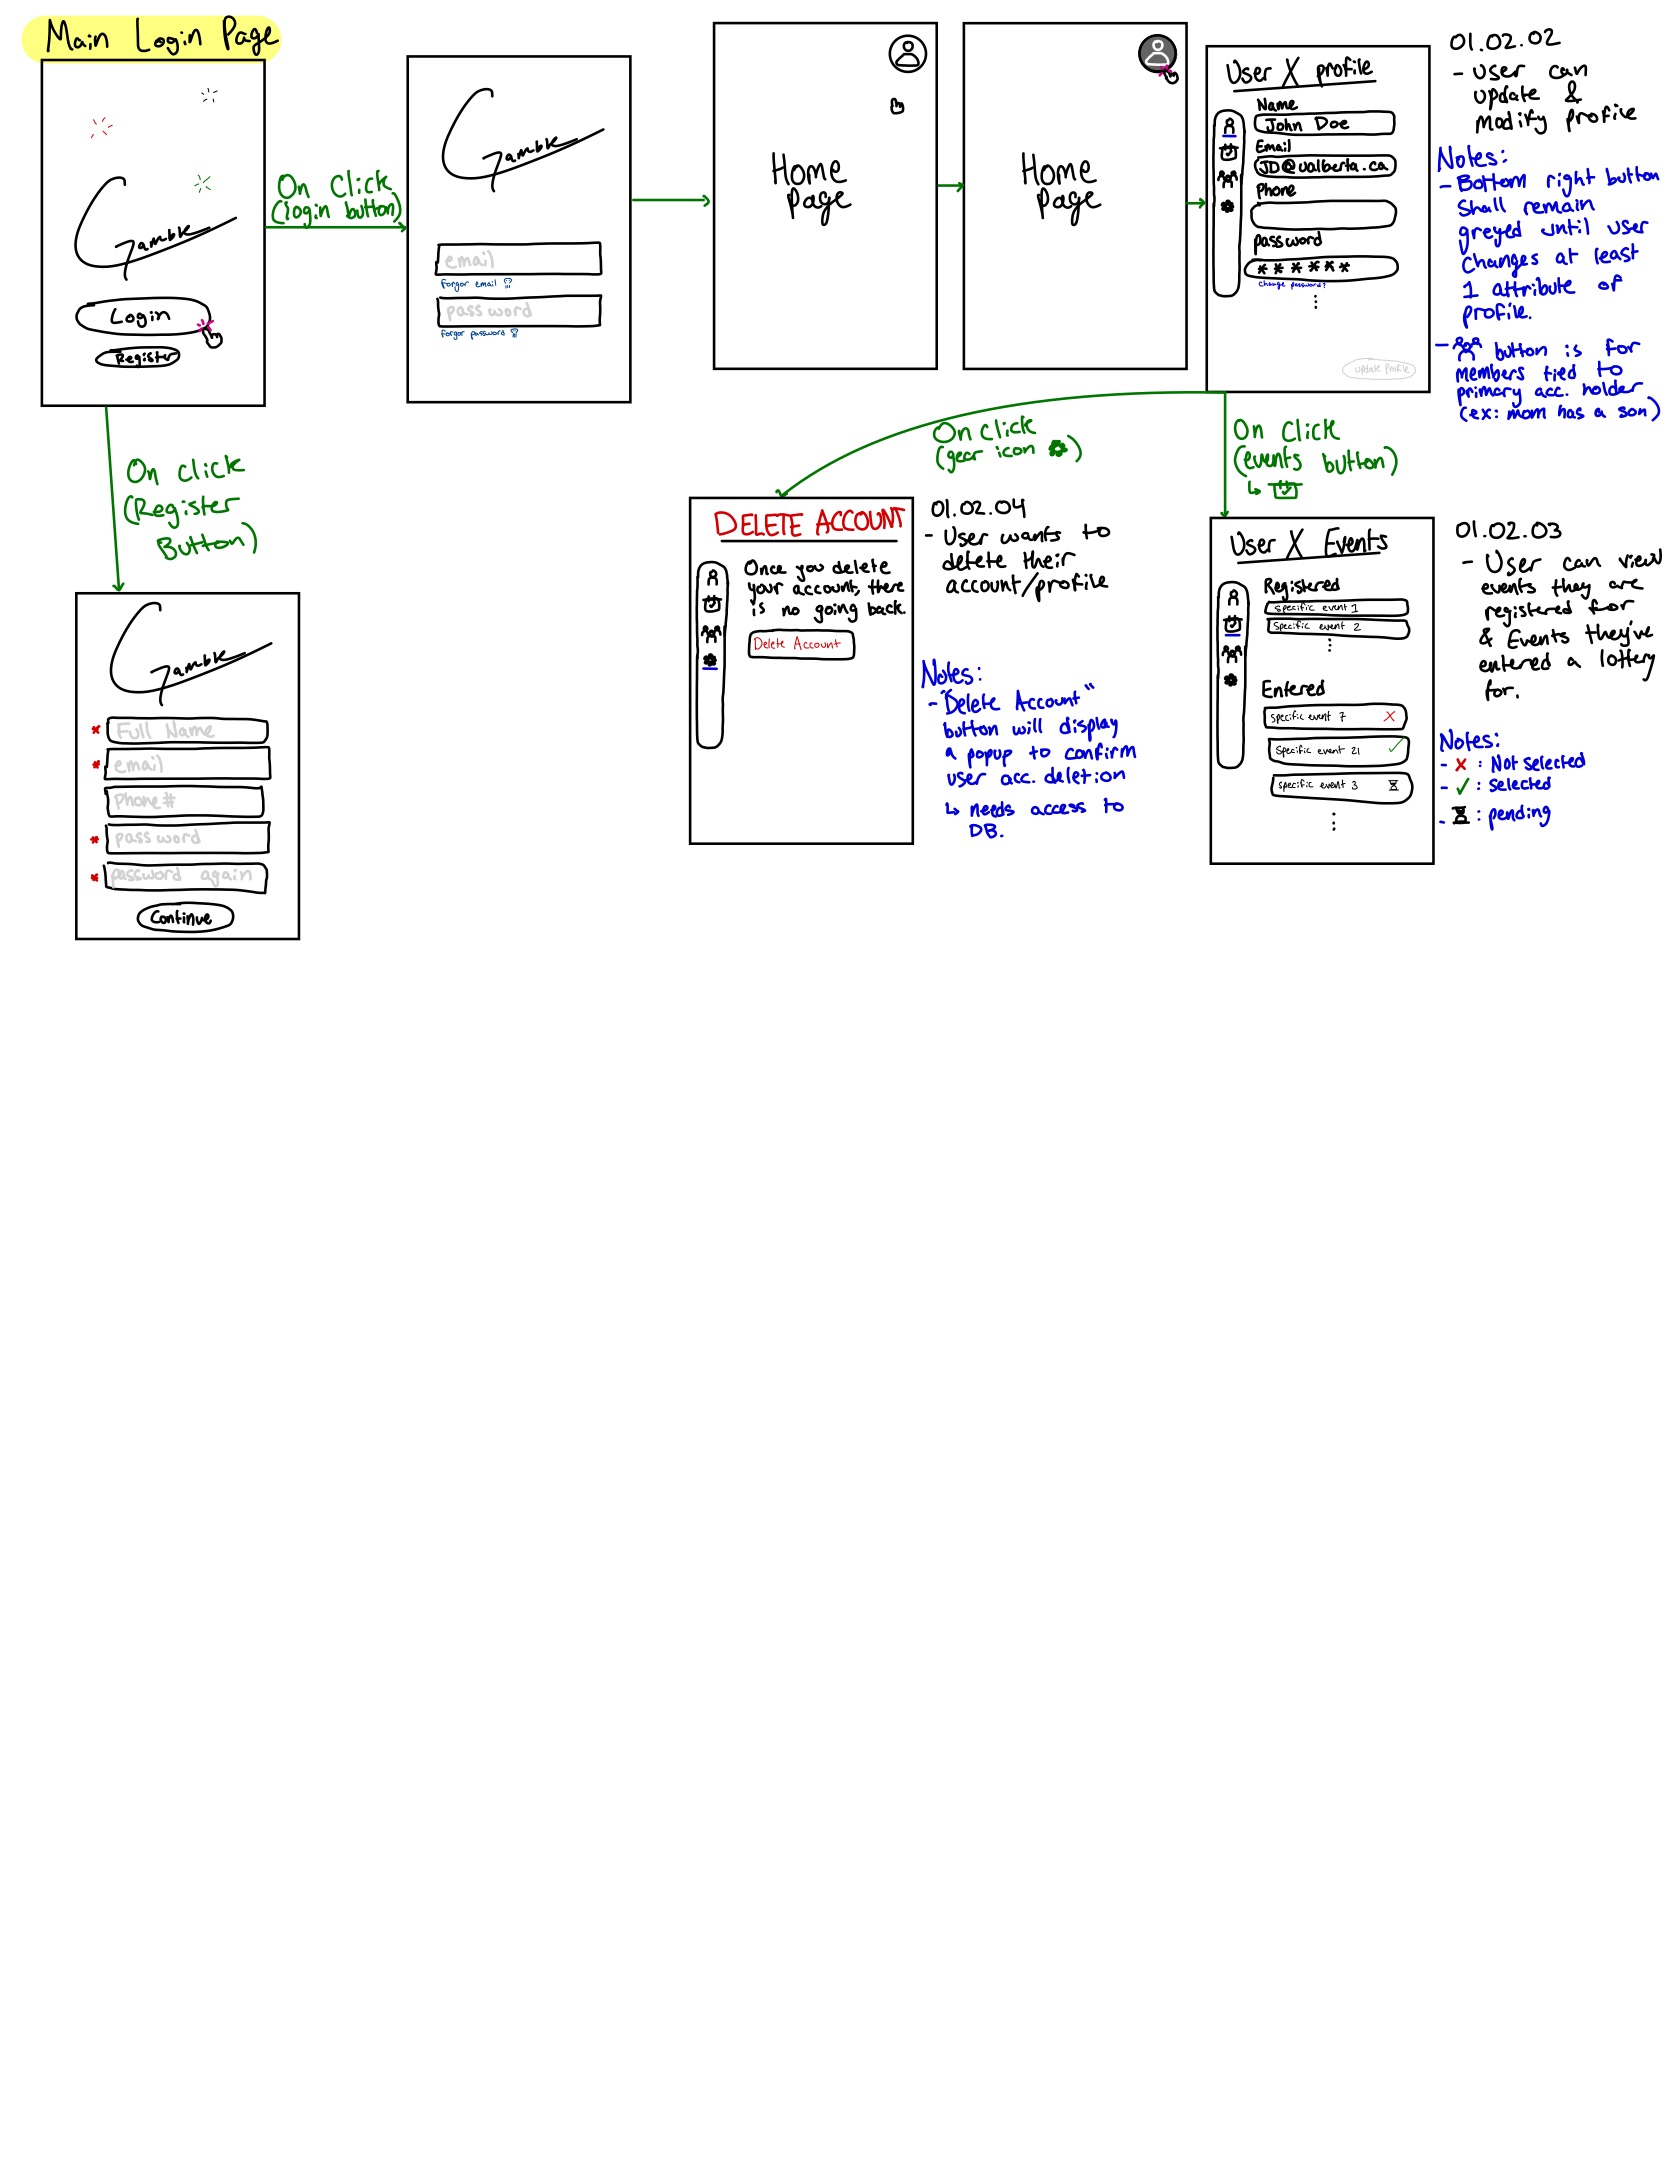 Main Login Page
Gamble
Login
Register
On Click
(login button)
Gamble
email
forgor email
password
forgor password
Home
Page
Home
Page
User X profile
Name
John Doe
Email
JD@ualberta.ca
Phone
password
******
change password?
update Profile
01.02.02
- user can
update &
Modify profile
Notes:
- Bottom right button
shall remain
greyed until user
changes at least
1 attribute of
profile.
- button is for
members tied to
primary acc. holder
(ex: mom has a son)
On click
(Register
Button)
Gamble
* Full Name
* email
Phone#
* password
* password again
Continue
On click
(gear icon)
DELETE ACCOUNT
Once you delete
your account, there
is no going back.
Delete Account
01.02.04
- User wants to
delete their
account/profile
Notes:
- "Delete Account"
button will display
a popup to confirm
user acc. deletion
↳ needs access to
DB.
On Click
(events button)
↳
User X Events
Registered
specific event 1
specific event 2
Entered
specific event 7 X
specific event 21 ✓
specific event 3
01.02.03
- User can view
events they are
registered for
& Events they've
entered a lottery
for.
Notes:
- X : Not selected
- ✓ : selected
- : pending